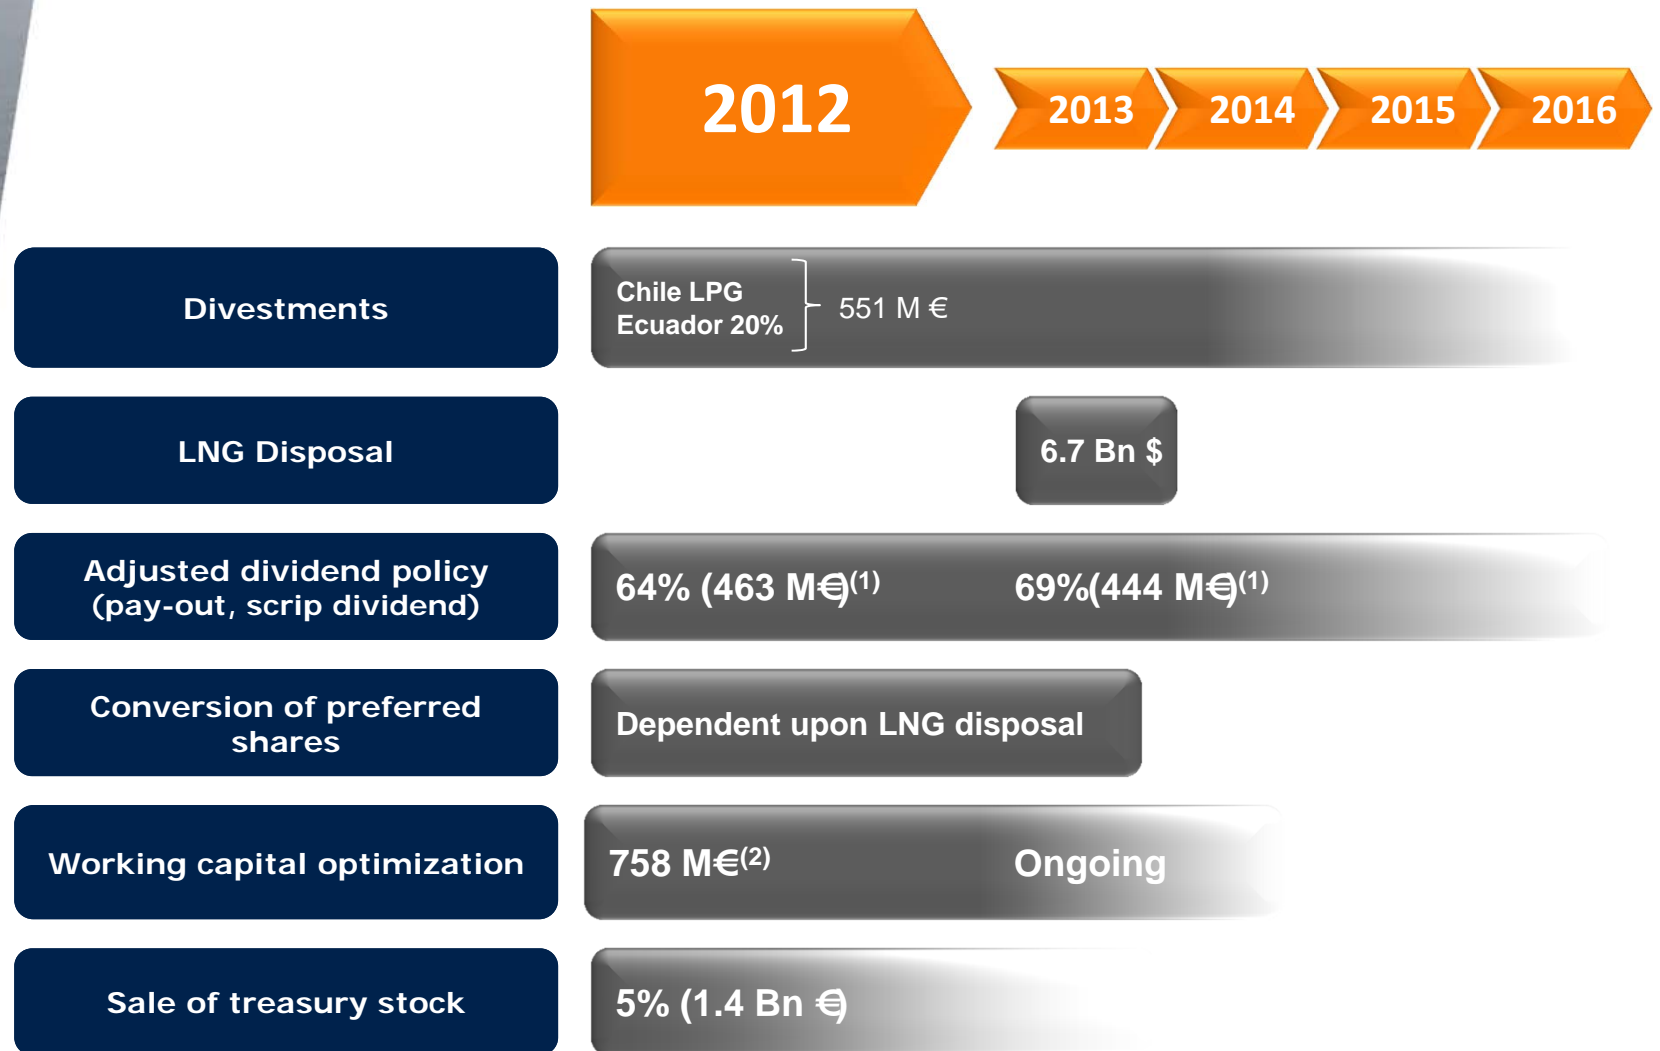 2012
2013 2014 2015 2016
Divestments
Chile LPG
Ecuador 20%
551 M €
LNG Disposal
6.7 Bn $
Adjusted dividend policy
(pay-out, scrip dividend)
64% (463 M€)(1)
69%(444 M€)(1)
Conversion of preferred
shares
Dependent upon LNG disposal
Working capital optimization
758 M€(2)
Ongoing
Sale of treasury stock
5% (1.4 Bn €)